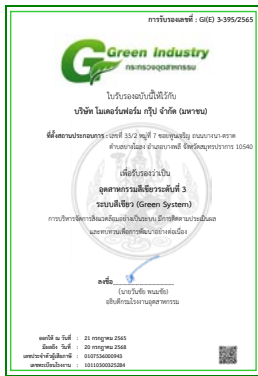 การรับรองเลขที่ : GI(E) 3-395/2565
Green Industry
กระทรวงอุตสาหกรรม
ใบรับรองฉบับนี้ให้ไว้กับ
บริษัท โมเดอร์นฟอร์ม กรุ๊ป จำกัด (มหาชน)
ที่ตั้งสถานประกอบการ : เลขที่ 33/2 หมู่ที่ 7 ซอยพูนเจริญ ถนนบางนา-ตราด
ตำบลบางโฉลง อำเภอบางพลี จังหวัดสมุทรปราการ 10540
เพื่อรับรองว่าเป็น
อุตสาหกรรมสีเขียวระดับที่ 3
ระบบสีเขียว (Green System)
การบริหารจัดการสิ่งแวดล้อมอย่างเป็นระบบ มีการติดตามประเมินผล
และทบทวนเพื่อการพัฒนาอย่างต่อเนื่อง
ลงชื่อ
(นายวันชัย พนมชัย)
อธิบดีกรมโรงงานอุตสาหกรรม
ออกให้ ณ วันที่ : 21 กรกฎาคม 2565
มีผลถึง วันที่ : 20 กรกฎาคม 2568
เลขประจำตัวผู้เสียภาษี : 0107536000943
เลขทะเบียนโรงงาน : 10110300325284